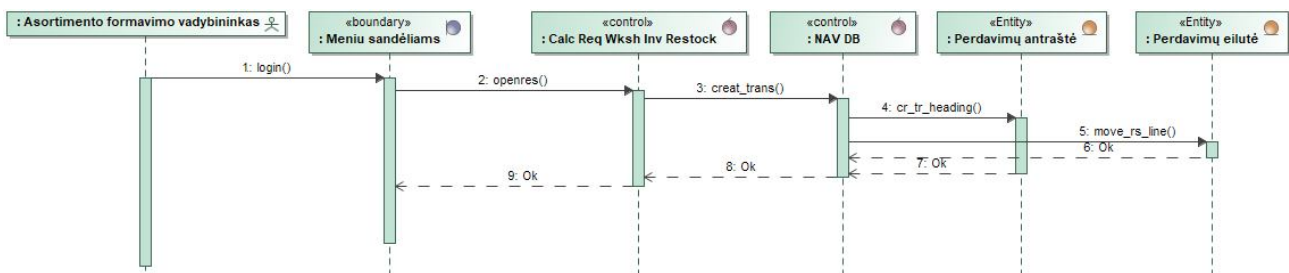 : Asortimento formavimo vadybininkas
«boundary»
: Meniu sandėliams
«control»
: Calc Req Wksh Inv Restock
«control»
: NAV DB
«Entity»
: Perdavimų antraštė
«Entity»
: Perdavimų eilutė
1: login()
2: openres()
3: creat_trans()
4: cr_tr_heading()
5: move_rs_line()
6: Ok
7: Ok
8: Ok
9: Ok